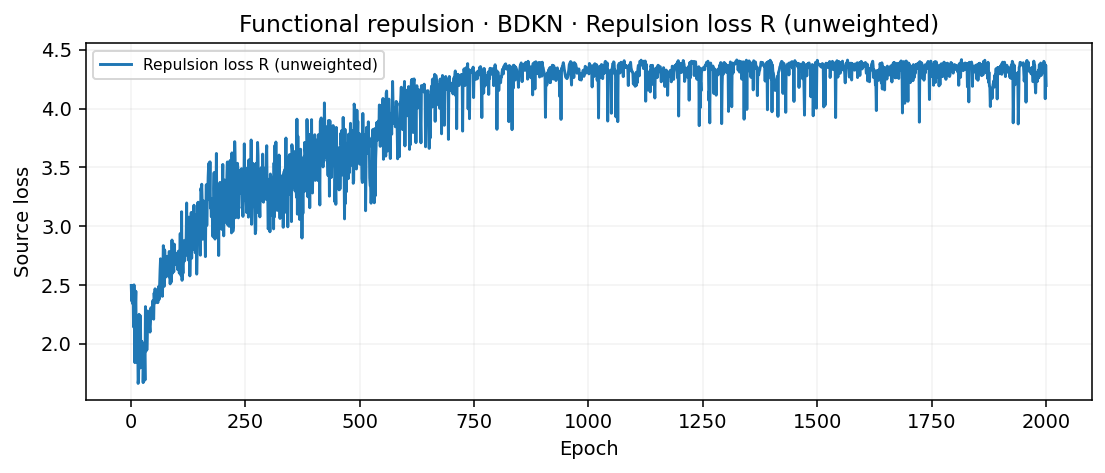 Functional repulsion · BDKN · Repulsion loss R (unweighted)
Repulsion loss R (unweighted)
Source loss
4.5
4.0
3.5
3.0
2.5
2.0
0 250 500 750 1000 1250 1500 1750 2000
Epoch